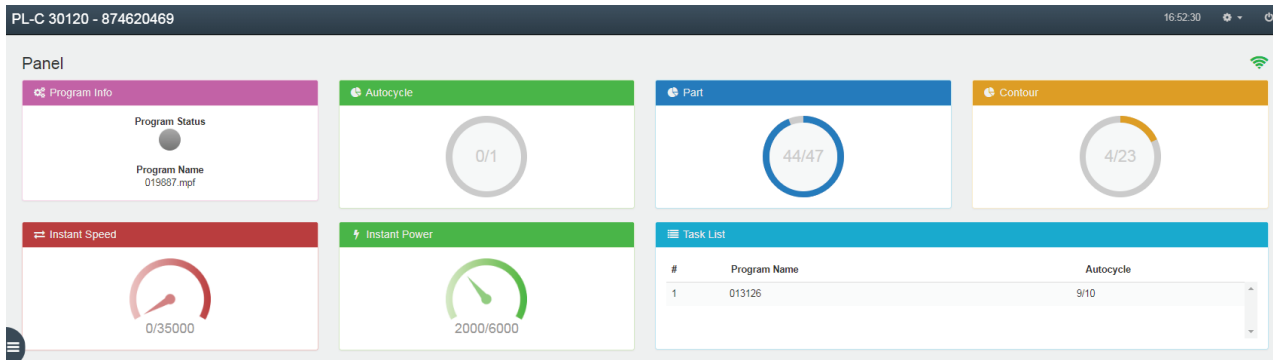 PL-C 30120 - 874620469
16:52:30
Panel
Program Info
Autocycle
Part
Contour
Program Status
Program Name
019887.mpf
0/1
44/47
4/23
Instant Speed
Instant Power
Task List
0/35000
2000/6000
# Program Name Autocycle
1 013126 9/10